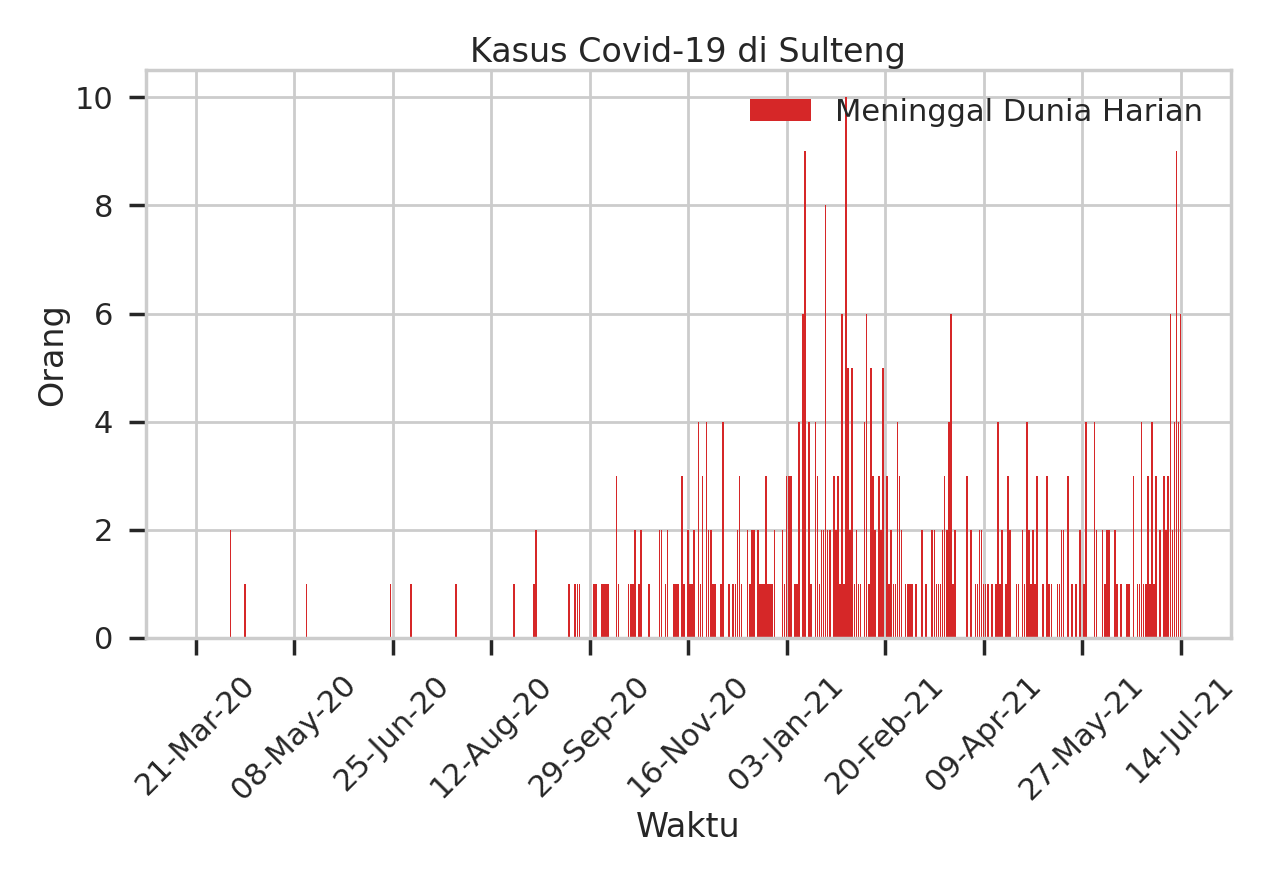 Kasus Covid-19 di Sulteng
Meninggal Dunia Harian
10
8
6
4
2
0
Orang
21-Mar-20
08-May-20
25-Jun-20
12-Aug-20
29-Sep-20
16-Nov-20
03-Jan-21
20-Feb-21
09-Apr-21
27-May-21
14-Jul-21
Waktu